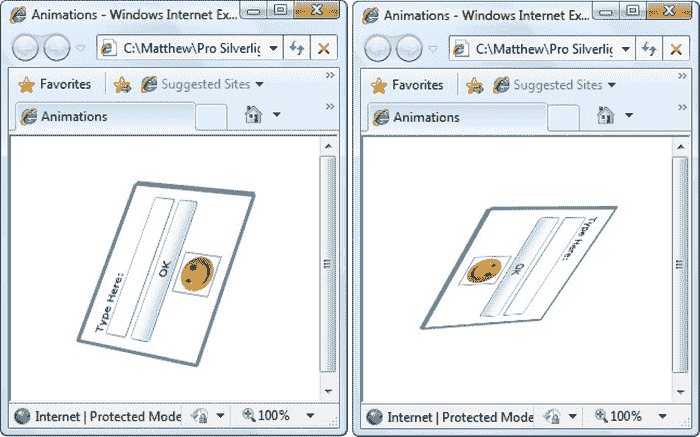 Animations - Windows Internet Ex...
C:\Matthew\Pro Silverlig
Favorites
Suggested Sites
»
Animations
»
Type Here:
OK
Internet | Protected Mode
100%
Animations - Windows Internet Ex...
C:\Matthew\Pro Silverlig
Favorites
Suggested Sites
»
Animations
»
Type Here:
OK
Internet | Protected Mode
100%